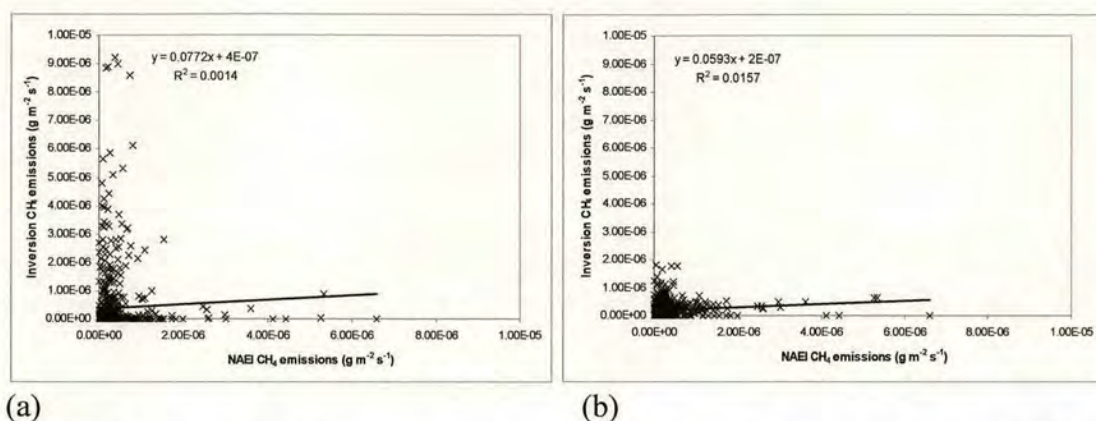 1.00E-05
9.00E-06
8.00E-06
7.00E-06
6.00E-06
5.00E-06
4.00E-06
3.00E-06
2.00E-06
1.00E-06
0.00E+00
Inversion CH₄ emissions (g m⁻² s⁻¹)
y = 0.0772x + 4E-07
R² = 0.0014
0.00E+00 2.00E-06 4.00E-06 6.00E-06 8.00E-06 1.00E-05
NAEI CH₄ emissions (g m⁻² s⁻¹)
(a)
1.00E-05
9.00E-06
8.00E-06
7.00E-06
6.00E-06
5.00E-06
4.00E-06
3.00E-06
2.00E-06
1.00E-06
0.00E+00
Inversion CH₄ emissions (g m⁻² s⁻¹)
y = 0.0593x + 2E-07
R² = 0.0157
0.00E+00 2.00E-06 4.00E-06 6.00E-06 8.00E-06 1.00E-05
NAEI CH₄ emissions (g m⁻² s⁻¹)
(b)